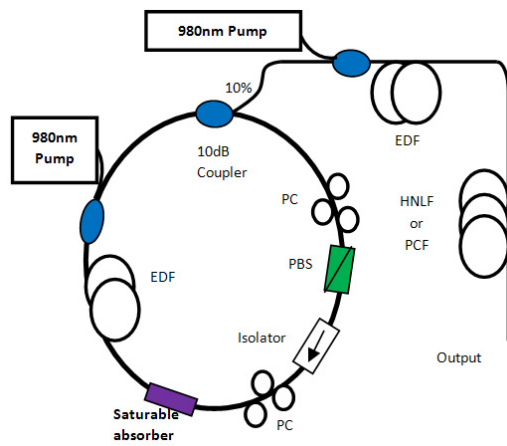 980nm Pump
10%
EDF
980nm
Pump
10dB
Coupler
PC
HNLF
or
PCF
PBS
EDF
Isolator
Output
Saturable
absorber
PC